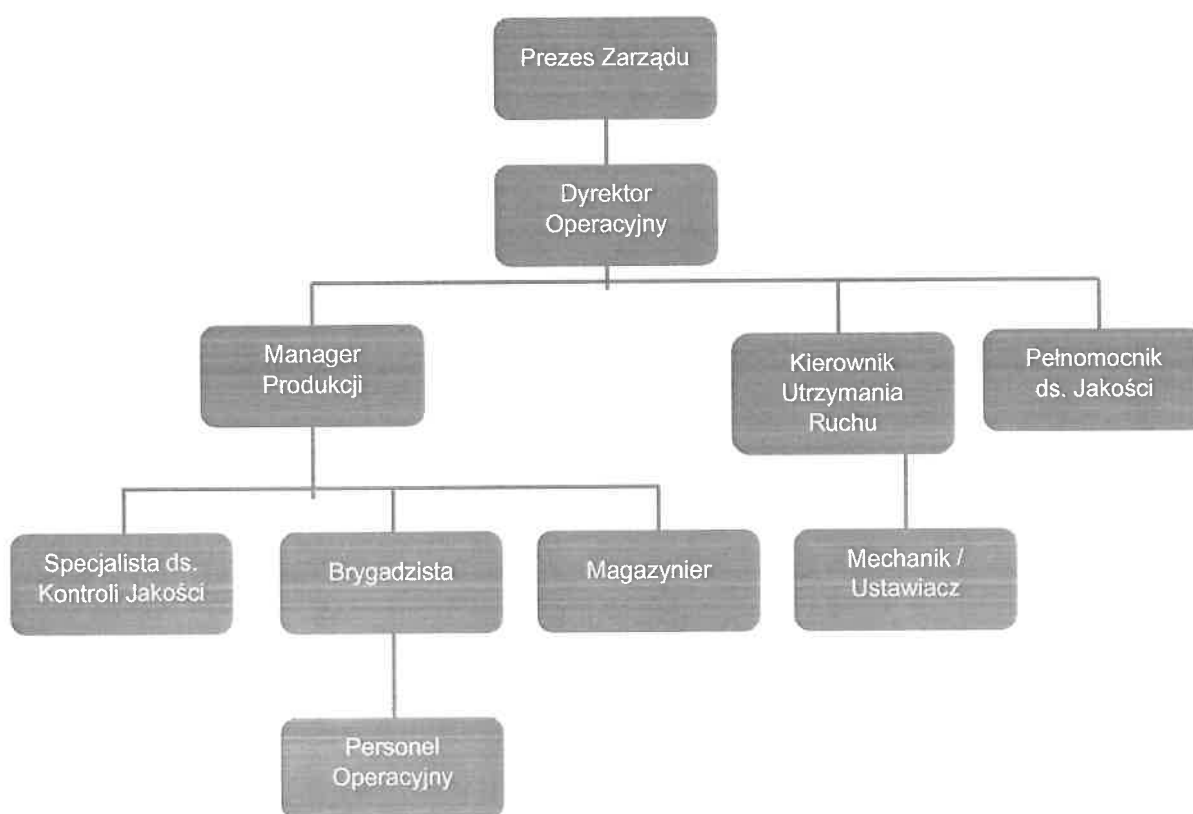 Prezes Zarządu
Dyrektor
Operacyjny
Manager
Produkcji
Kierownik
Utrzymania
Ruchu
Pełnomocnik
ds. Jakości
Specjalista ds.
Kontroli Jakości
Brygadzista
Magazynier
Mechanik /
Ustawiacz
Personel
Operacyjny